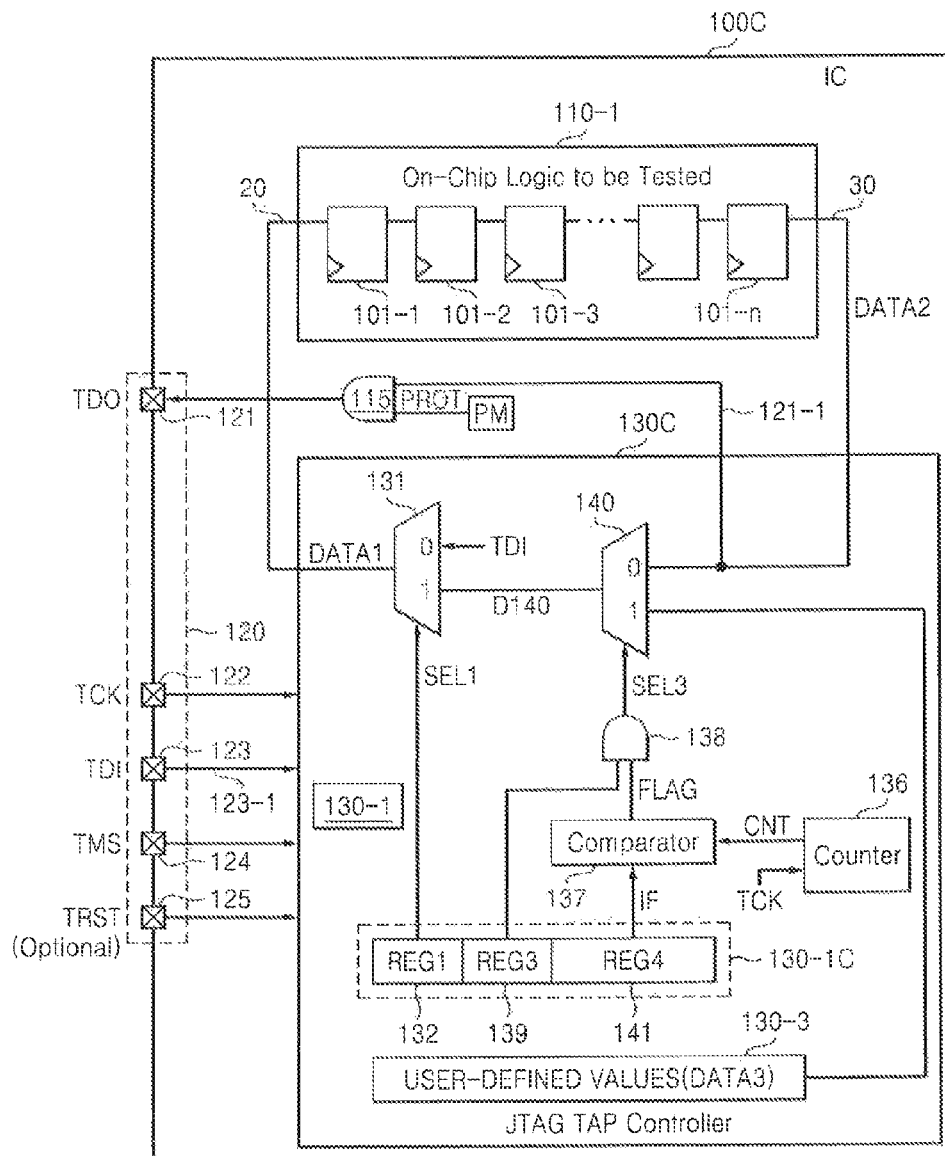 100C
IC
110-1
On-Chip Logic to be Tested
20
30
101-1
101-2
101-3
101-n
DATA2
TDO
121
115
PROT
PM
121-1
130C
131
140
0
TDI
DATA1
1
D140
0
1
120
SEL1
SEL3
TCK
122
138
TDI
123
123-1
FLAG
136
130-1
CNT
TMS
124
Comparator
Counter
137
TCK
TRST
(Optional)
125
IF
REG1
REG3
REG4
130-1C
132
139
141
130-3
USER-DEFINED VALUES(DATA3)
JTAG TAP Controller